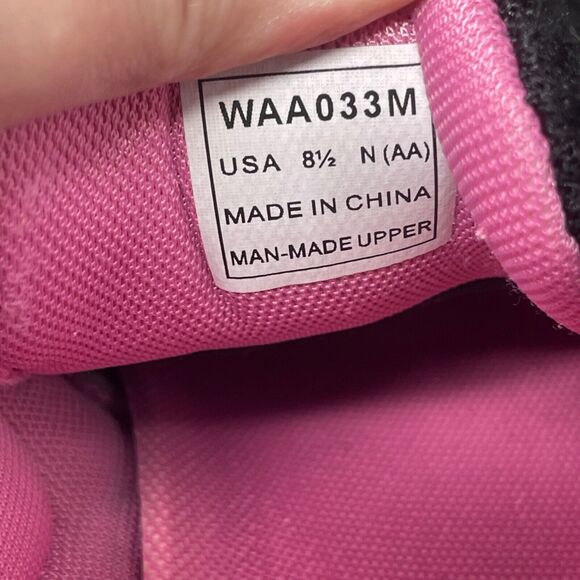 WAA033M
USA 8½ N (AA)
MADE IN CHINA
MAN-MADE UPPER